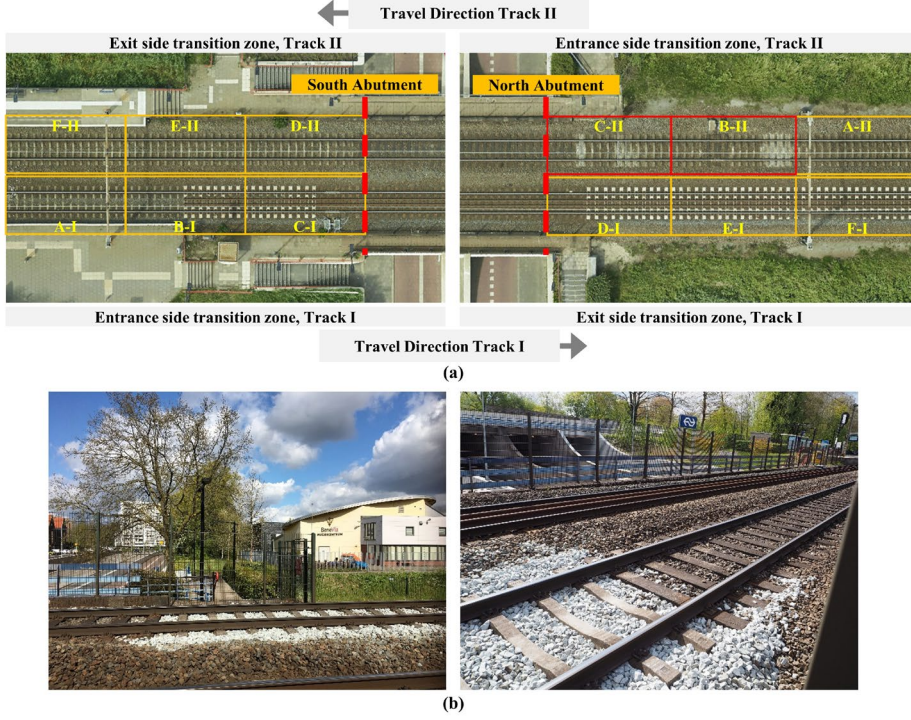 Travel Direction Track II
Exit side transition zone, Track II
Entrance side transition zone, Track II
South Abutment
North Abutment
F-II
E-II
D-II
C-II
B-II
A-II
A-I
B-I
C-I
D-I
E-I
F-I
Entrance side transition zone, Track I
Exit side transition zone, Track I
Travel Direction Track I
(a)
(b)